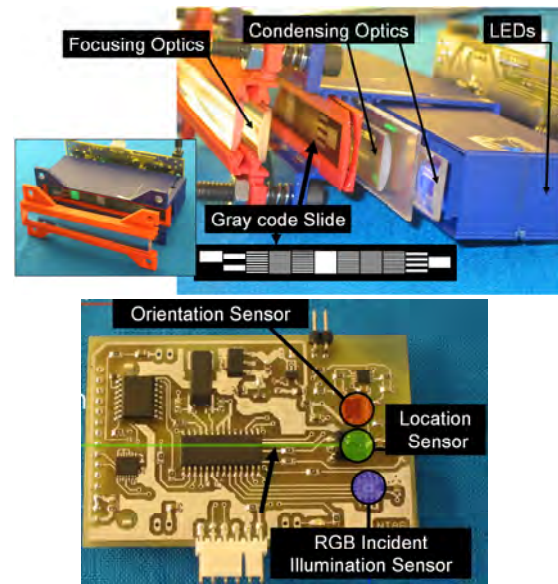 Focusing Optics
Condensing Optics
LEDs
Gray code Slide
Orientation Sensor
Location
Sensor
RGB Incident
Illumination Sensor